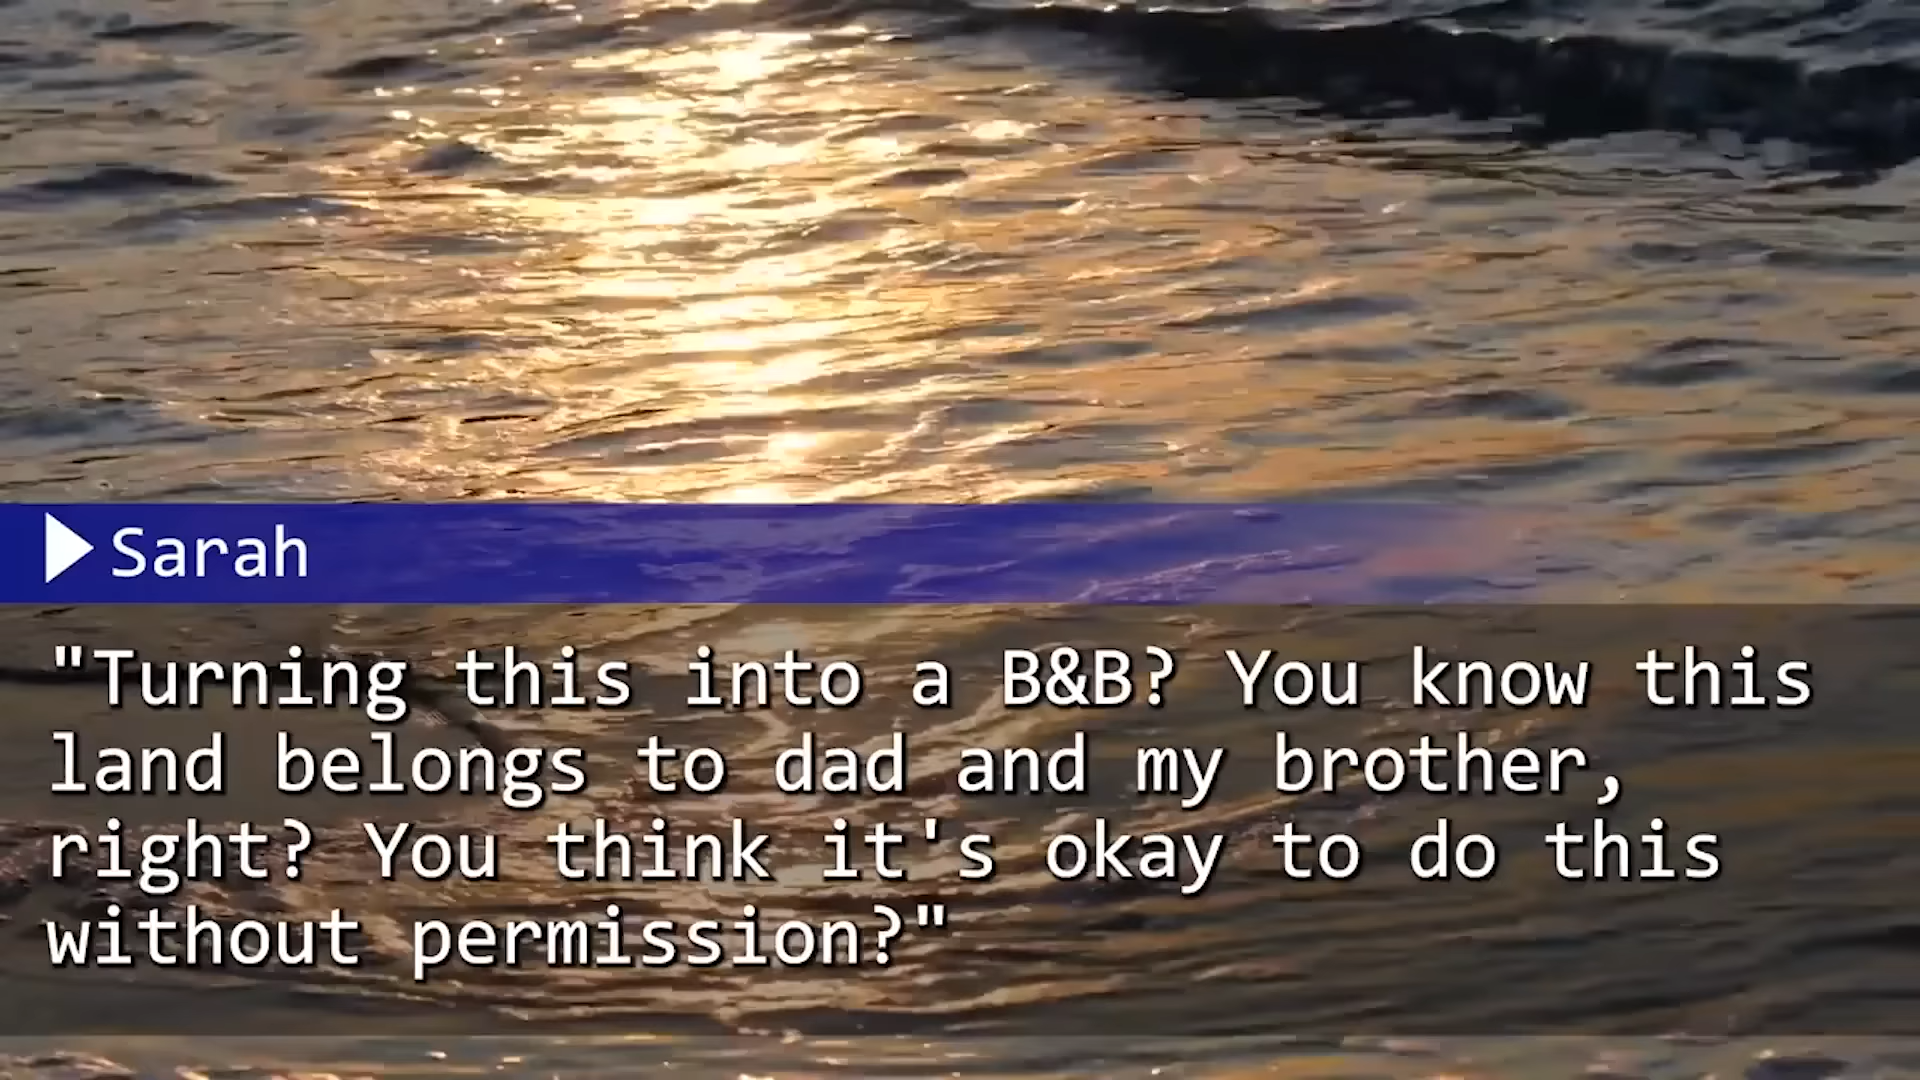 Sarah
"Turning this into a B&B? You know this
land belongs to dad and my brother,
right? You think it's okay to do this
without permission?"